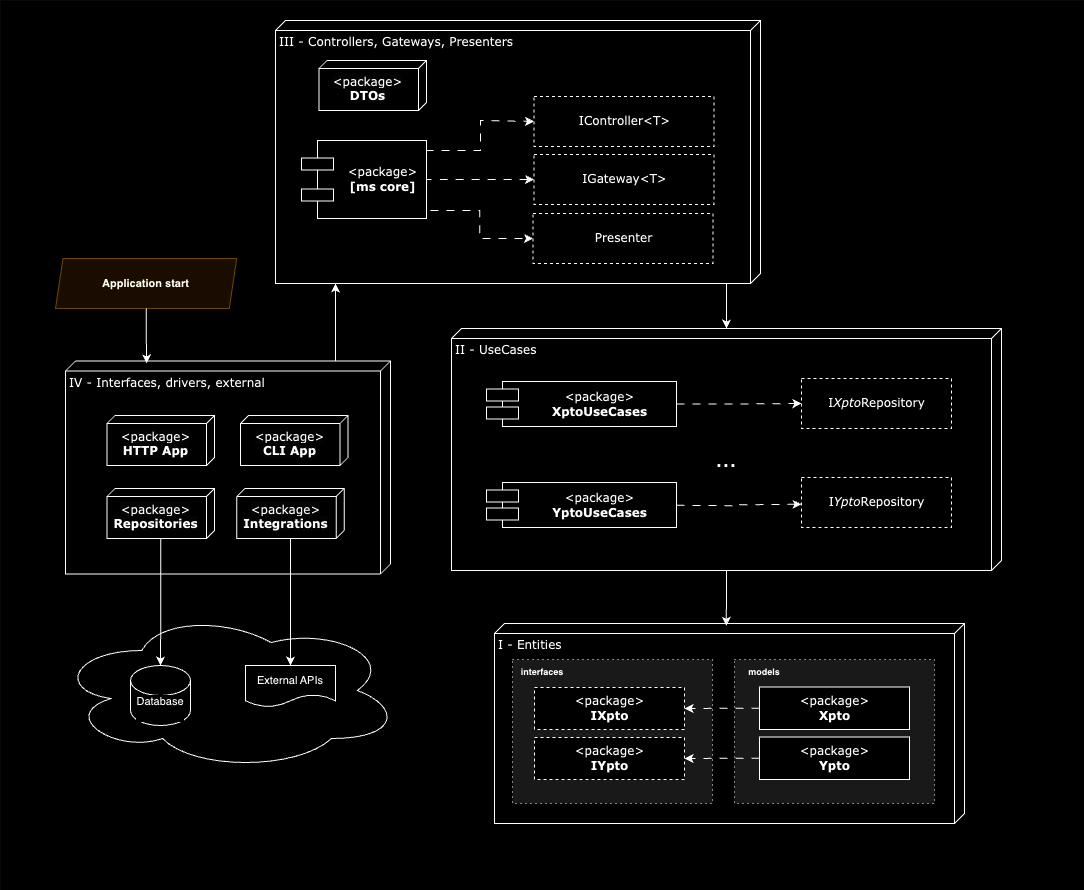 III - Controllers, Gateways, Presenters
<package>
DTOs
IController<T>
<package>
[ms core]
IGateway<T>
Presenter
Application start
II - UseCases
IV - Interfaces, drivers, external
<package>
XptoUseCases
IXptoRepository
<package>
HTTP App
<package>
CLI App
...
<package>
YptoUseCases
IYptoRepository
<package>
Repositories
<package>
Integrations
I - Entities
interfaces
models
<package>
IXpto
<package>
Xpto
<package>
IYpto
<package>
Ypto
Database
External APIs